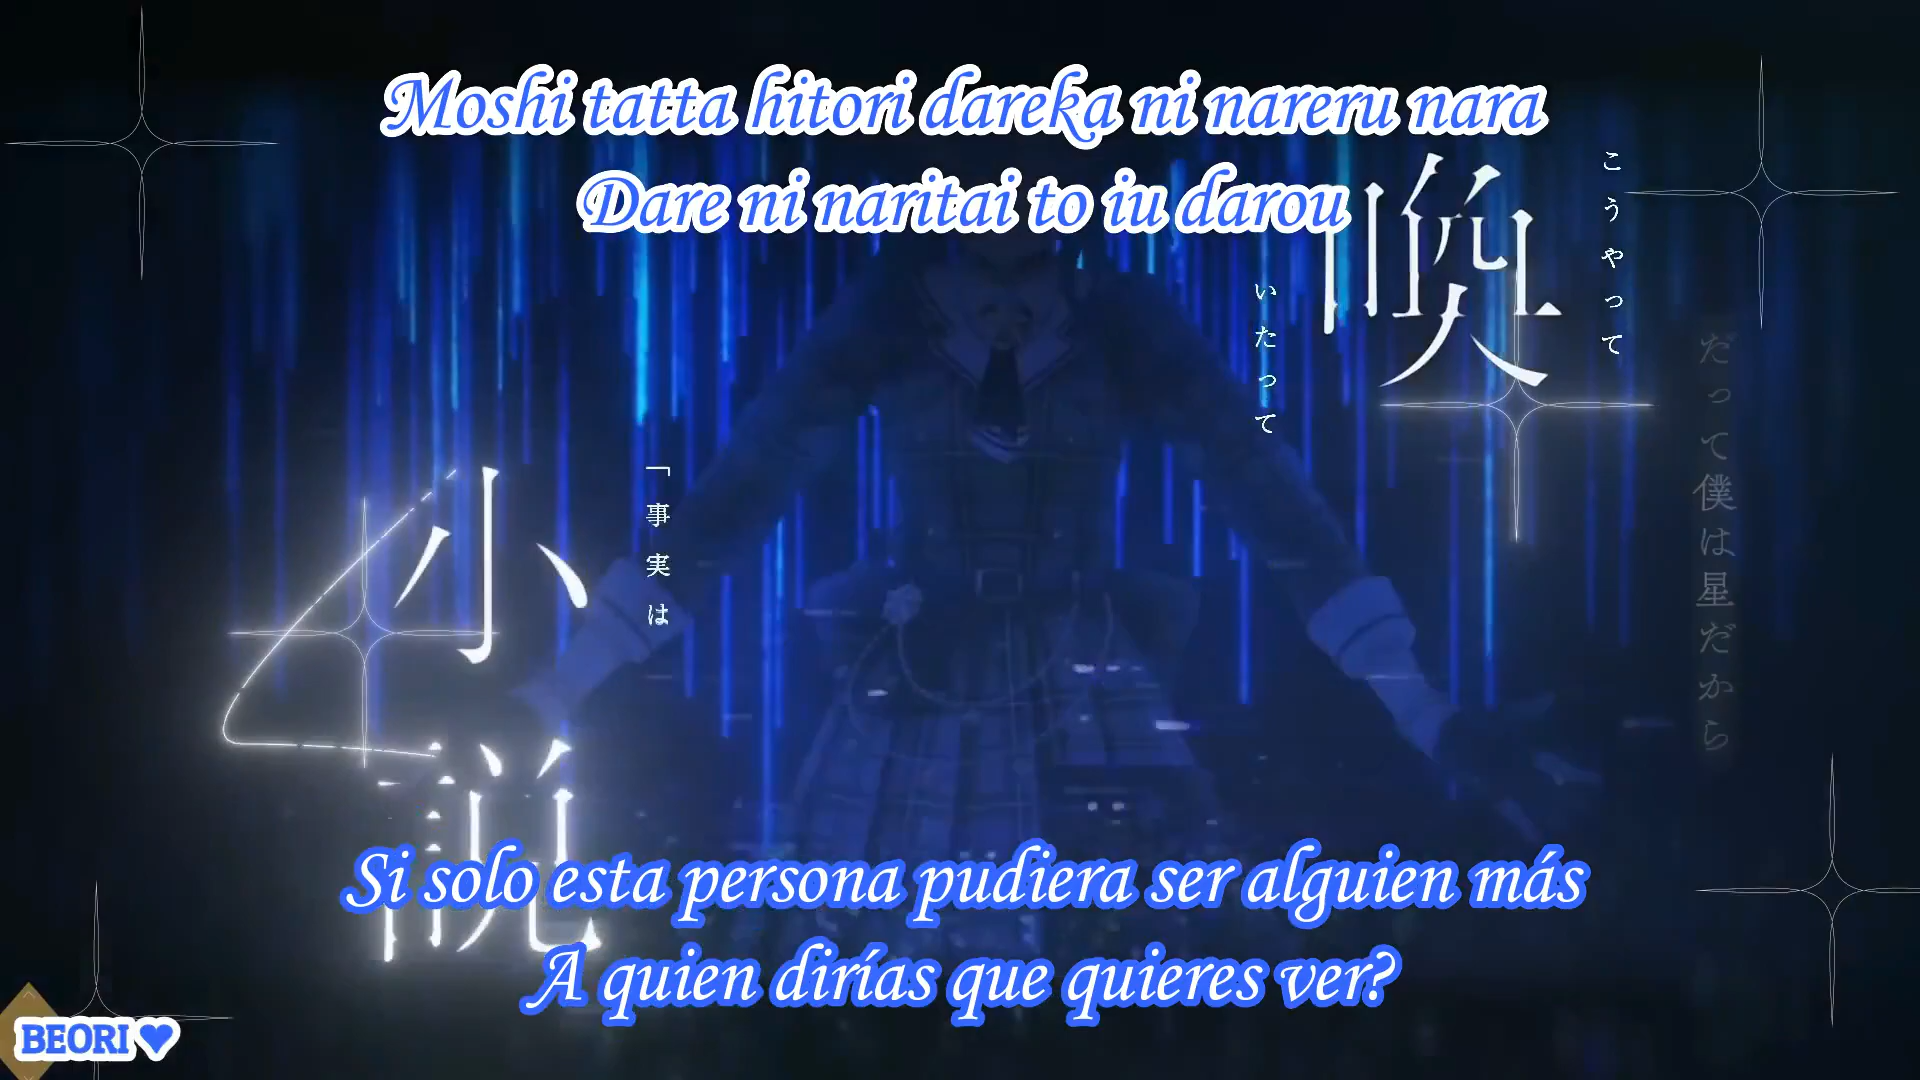 Moshi tatta hitori dareka ni nareru nara
Dare ni naritai to iu darou
こうやって
喚
いたって
だって僕は星だから
「事実は
小説
Si solo esta persona pudiera ser alguien más
A quien dirías que quieres ver?
BEORI